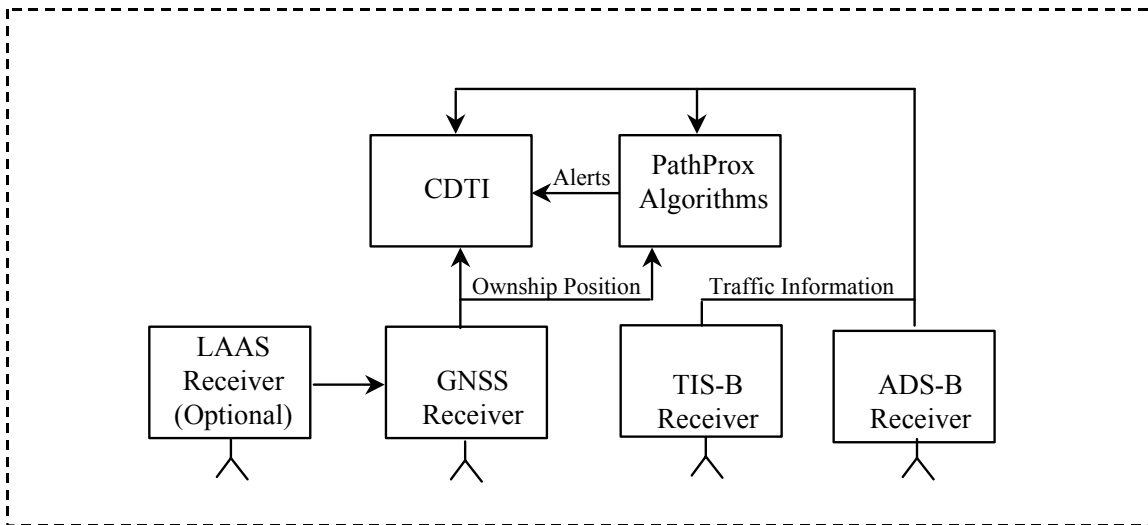 CDTI
Alerts
PathProx
Algorithms
Ownship Position
Traffic Information
LAAS
Receiver
(Optional)
GNSS
Receiver
TIS-B
Receiver
ADS-B
Receiver